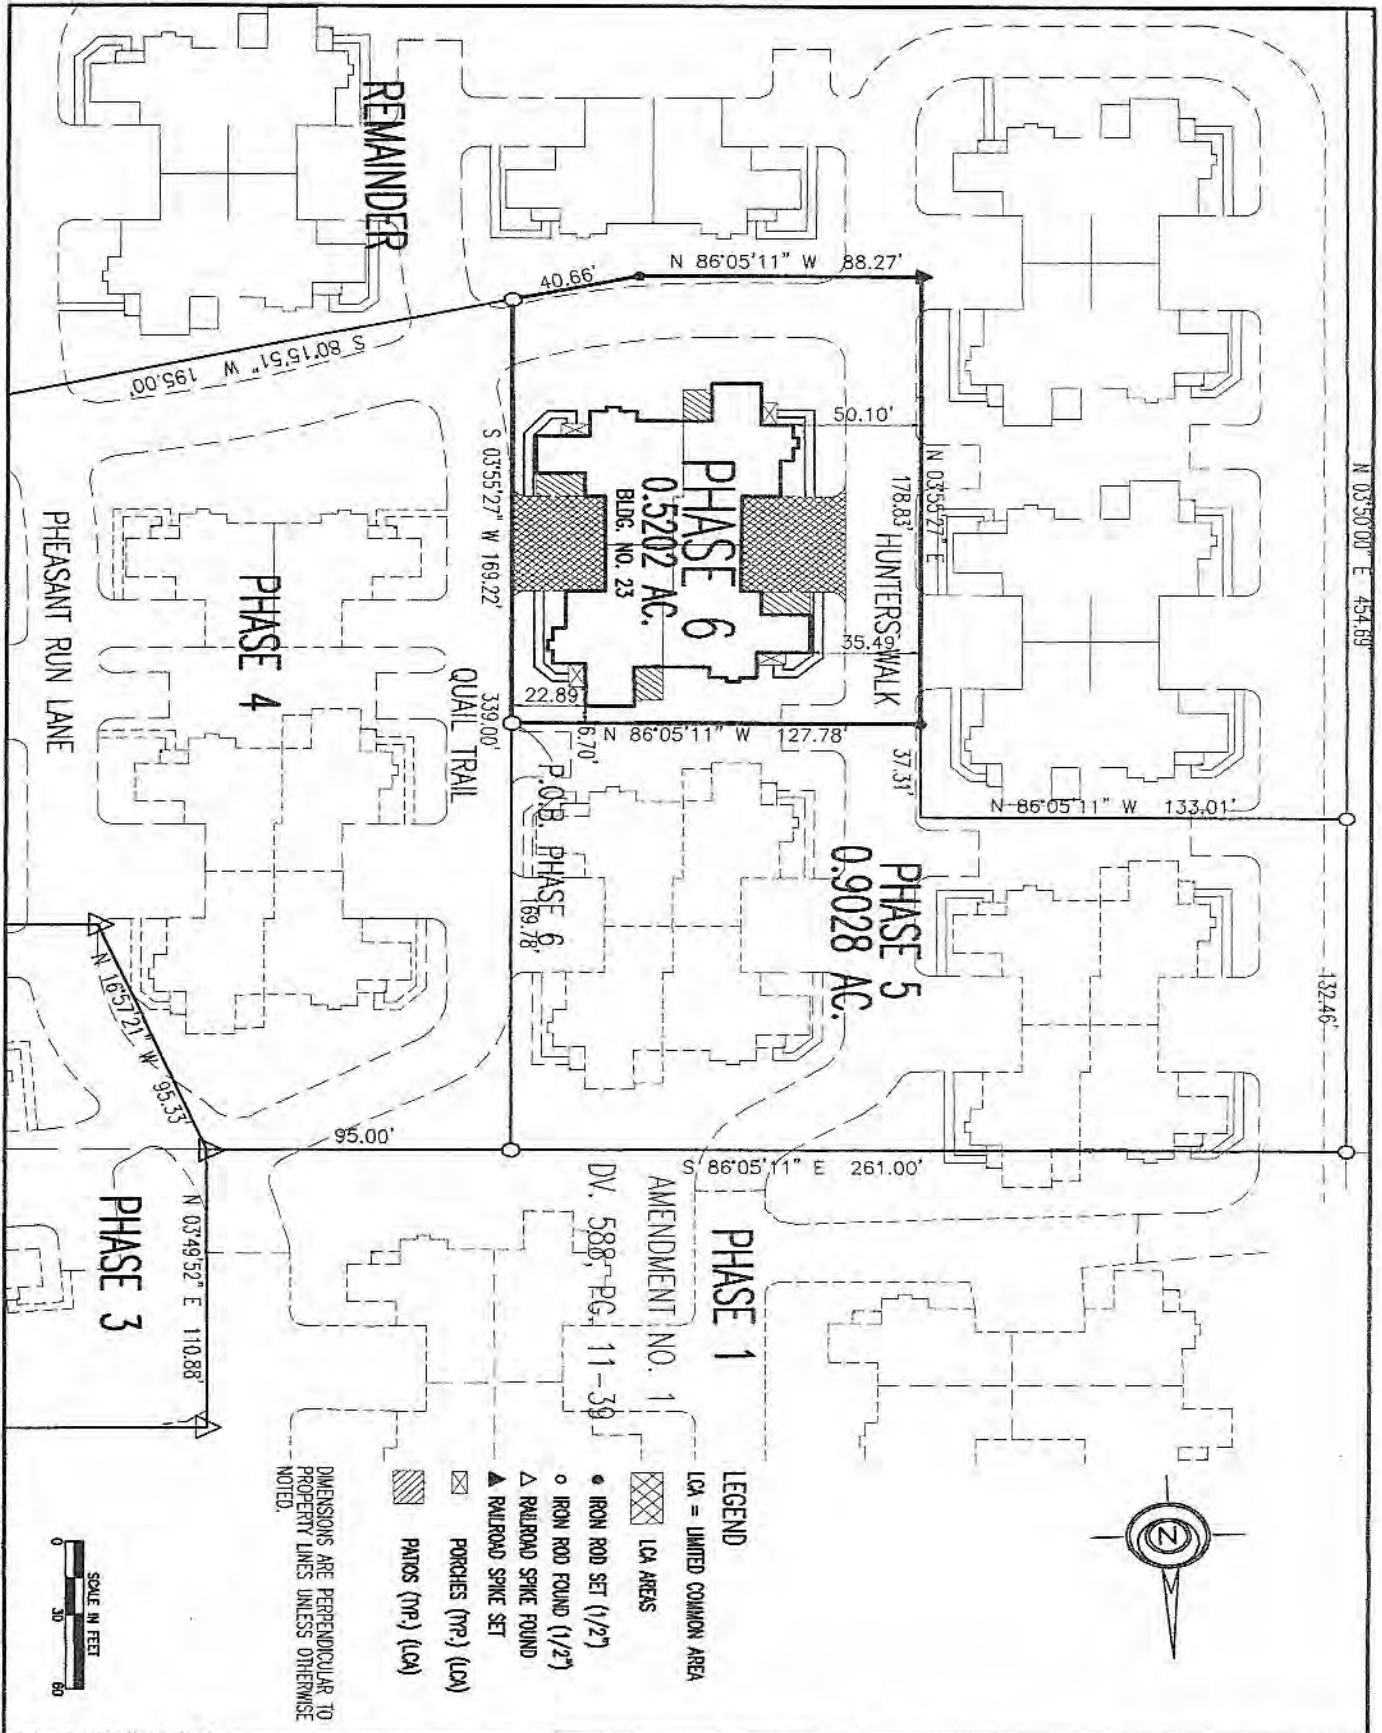 REMAINDER
N 86°05'11" W 88.27'
40.66'
S 80°15'51" W 195.00'
N 03°50'00" E 454.69'
50.10'
N 03°55'27" E
178.83'
HUNTERS WALK
PHASE 6
0.5202 AC.
BLDG. NO. 23
S 03°55'27" W 169.22'
35.49'
22.89'
6.70'
N 86°05'11" W 127.78'
37.31'
N 86°05'11" W 133.01'
PHASE 4
PHEASANT RUN LANE
QUAIL TRAIL
339.00'
P.O.B. PHASE 6
169.78'
PHASE 5
0.9028 AC.
132.46'
N 16°57'21" W 95.33'
95.00'
S 86°05'11" E 261.00'
PHASE 3
N 03°49'52" E 110.88'
PHASE 1
AMENDMENT NO. 1
DV. 588, PG. 11-39
N
LEGEND
LCA = LIMITED COMMON AREA
LCA AREAS
IRON ROD SET (1/2")
IRON ROD FOUND (1/2")
RAILROAD SPIKE FOUND
RAILROAD SPIKE SET
PORCHES (TYP.) (LCA)
PATIOS (TYP.) (LCA)
DIMENSIONS ARE PERPENDICULAR TO
PROPERTY LINES UNLESS OTHERWISE
NOTED.
SCALE IN FEET
0 30 60